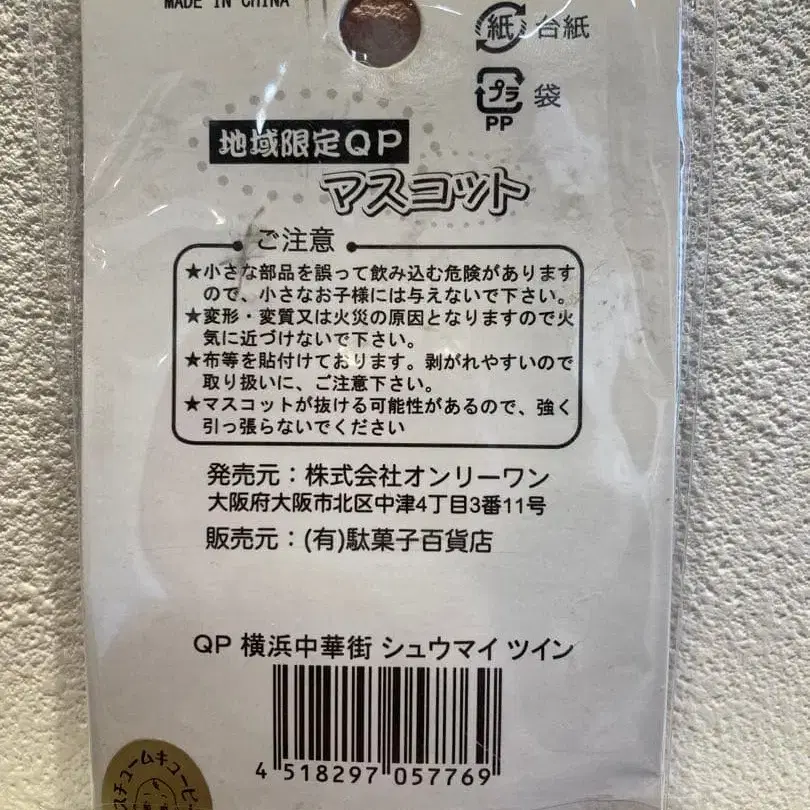 MADE IN CHINA
紙 台紙
プラ 袋
PP
地域限定QP
マスコット
ご注意
★小さな部品を誤って飲み込む危険があります
ので、小さなお子様には与えないで下さい。
★変形・変質又は火災の原因となりますので火
気に近づけないで下さい。
★布等を貼付けております。剥がれやすいので
取り扱いに、ご注意下さい。
★マスコットが抜ける可能性があるので、強く
引っ張らないでください
発売元：株式会社オンリーワン
大阪府大阪市北区中津4丁目3番11号
販売元：(有)駄菓子百貨店
QP 横浜中華街 シュウマイ ツイン
4 518297 057769
スチュームキューピー